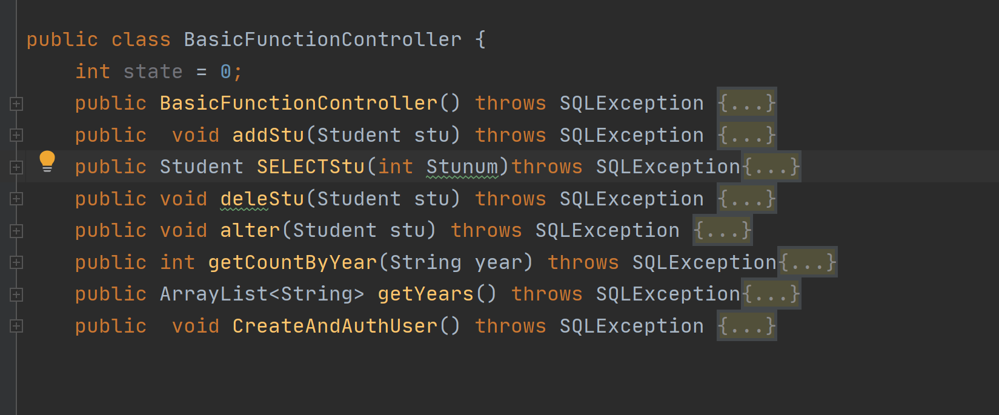 public class BasicFunctionController {
int state = 0;
public BasicFunctionController() throws SQLException {...}
public  void addStu(Student stu) throws SQLException {...}
public Student SELECTStu(int Stunum)throws SQLException{...}
public void deleStu(Student stu) throws SQLException {...}
public void alter(Student stu) throws SQLException {...}
public int getCountByYear(String year) throws SQLException{...}
public ArrayList<String> getYears() throws SQLException{...}
public  void CreateAndAuthUser() throws SQLException {...}